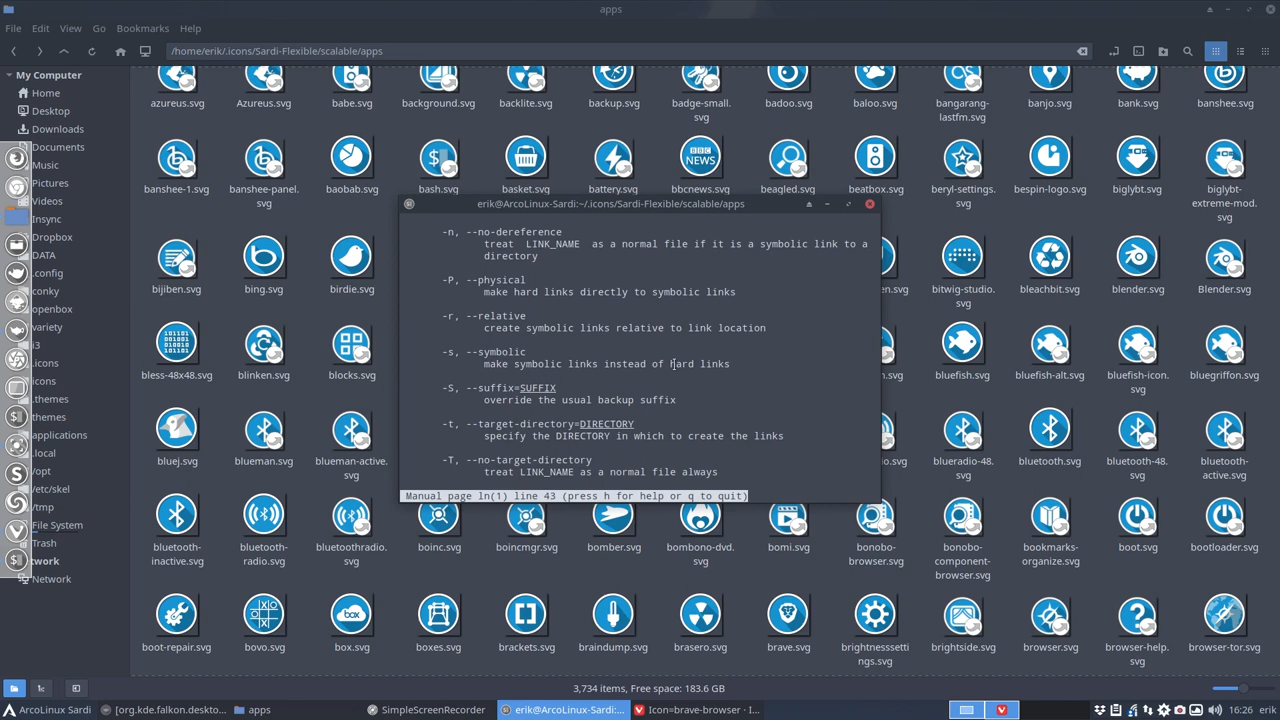 apps
File Edit View Go Bookmarks Help
/home/erik/.icons/Sardi-Flexible/scalable/apps
My Computer
Home
Desktop
Downloads
Documents
Music
Pictures
Videos
Insync
Dropbox
DATA
.config
conky
openbox
variety
i3
.icons
icons
.themes
themes
applications
.local
/opt
/etc/skel
/tmp
File System
Trash
twork
Network
azureus.svg Azureus.svg babe.svg background.svg backlite.svg backup.svg badge-small.svg badoo.svg baloo.svg bangarang-lastfm.svg banjo.svg bank.svg banshee.svg
BBC
NEWS
banshee-1.svg banshee-panel.svg baobab.svg bash.svg basket.svg battery.svg bbcnews.svg beagled.svg beatbox.svg beryl-settings.svg bespin-logo.svg biglybt.svg biglybt-extreme-mod.svg
bijiben.svg bing.svg birdie.svg bitwig-studio.svg bleachbit.svg blender.svg Blender.svg
bless-48x48.svg blinken.svg blocks.svg bluefish.svg bluefish-alt.svg bluefish-icon.svg bluegriffon.svg
bluej.svg blueman.svg blueman-active.svg blueradio-48.svg bluetooth.svg bluetooth-48.svg bluetooth-active.svg
bluetooth-inactive.svg bluetooth-radio.svg bluetoothradio.svg boinc.svg boincmgr.svg bomber.svg bombono-dvd.svg bomi.svg bonobo-browser.svg bonobo-component-browser.svg bookmarks-organize.svg boot.svg bootloader.svg
box
boot-repair.svg bovo.svg box.svg boxes.svg brackets.svg braindump.svg brasero.svg brave.svg brightnesssettings.svg brightside.svg browser.svg browser-help.svg browser-tor.svg
erik@ArcoLinux-Sardi:~/.icons/Sardi-Flexible/scalable/apps
-n, --no-dereference
treat LINK_NAME as a normal file if it is a symbolic link to a
directory
-P, --physical
make hard links directly to symbolic links
-r, --relative
create symbolic links relative to link location
-s, --symbolic
make symbolic links instead of hard links
-S, --suffix=SUFFIX
override the usual backup suffix
-t, --target-directory=DIRECTORY
specify the DIRECTORY in which to create the links
-T, --no-target-directory
treat LINK_NAME as a normal file always
Manual page ln(1) line 43 (press h for help or q to quit)
3,734 items, Free space: 183.6 GB
ArcoLinux Sardi [org.kde.falkon.deskto... apps SimpleScreenRecorder erik@ArcoLinux-Sardi:... Icon=brave-browser - I... 16:26 erik